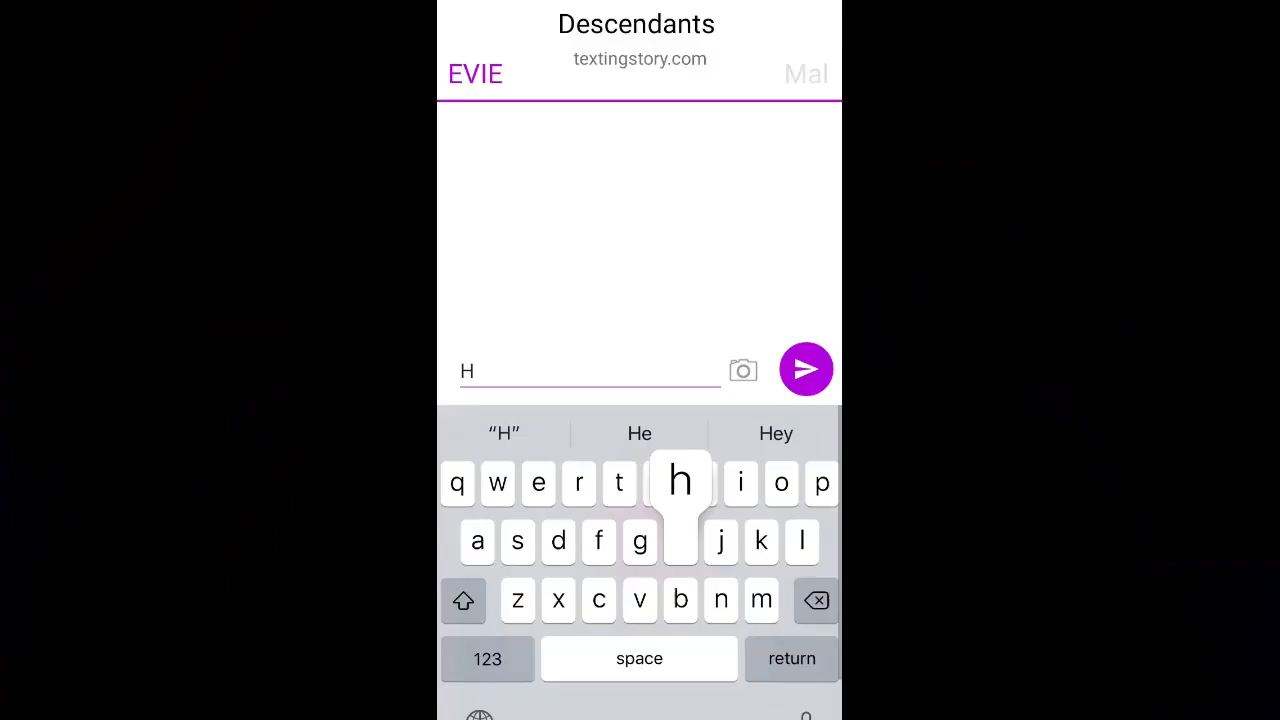 Descendants
textingstory.com
EVIE Mal
H
“H” He Hey
q w e r t h i o p
a s d f g j k l
z x c v b n m
123 space return